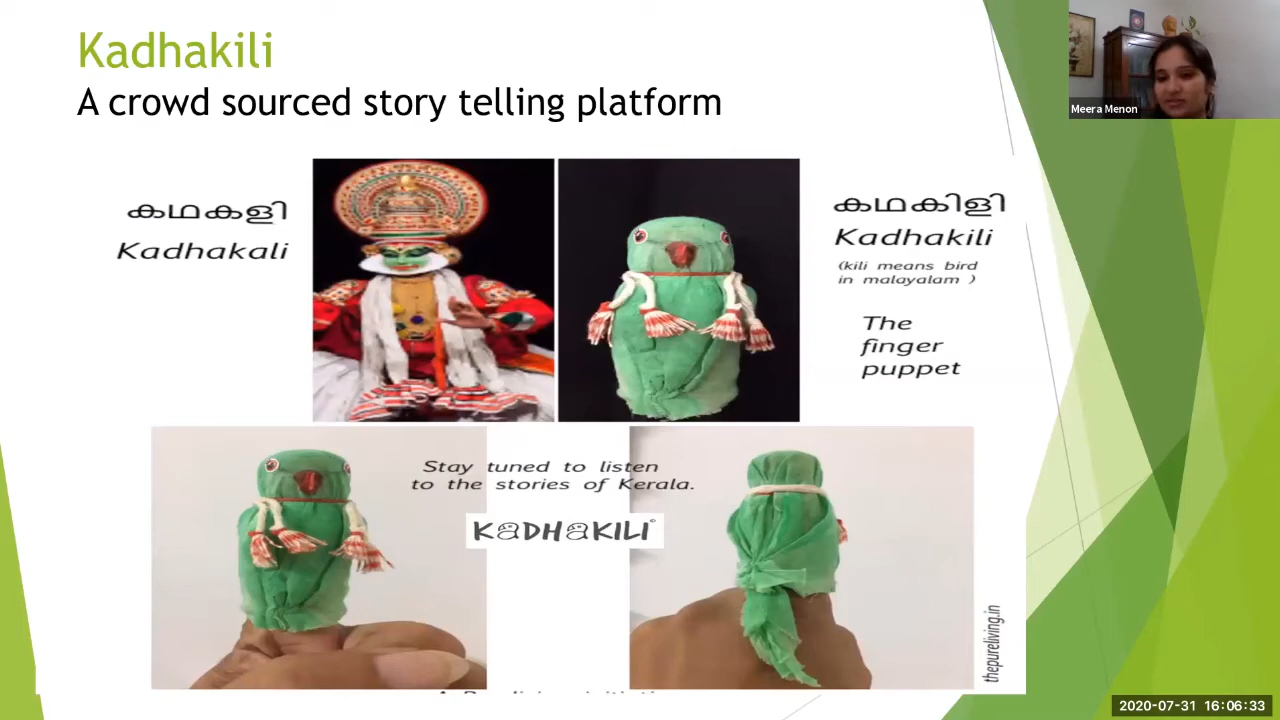 Kadhakili
A crowd sourced story telling platform
Meera Menon
കഥകളി
Kadhakali
കഥകിളി
Kadhakili
(kili means bird
in malayalam )
The
finger
puppet
Stay tuned to listen
to the stories of Kerala.
KaDHaKILI
thepureliving.in
2020-07-31 16:06:33